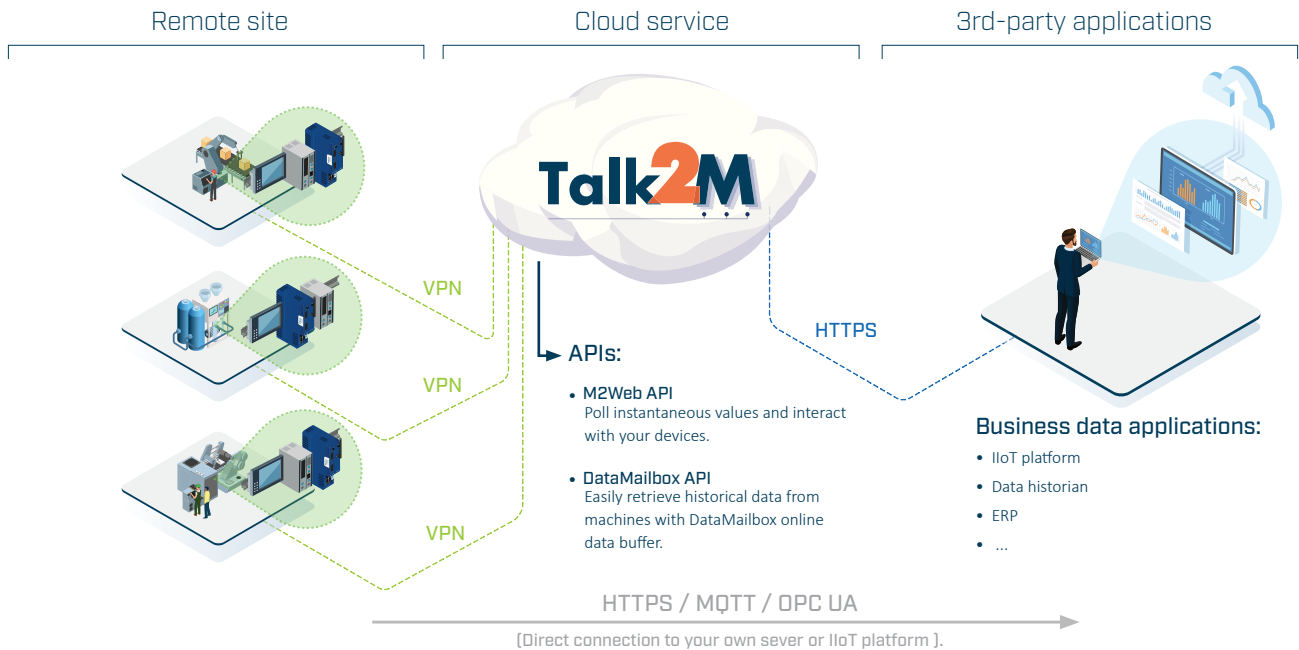 Remote site
Cloud service
3rd-party applications
Talk2M
VPN
VPN
VPN
APIs:
• M2Web API
Poll instantaneous values and interact
with your devices.
• DataMailbox API
Easily retrieve historical data from
machines with DataMailbox online
data buffer.
HTTPS
Business data applications:
• IIoT platform
• Data historian
• ERP
• ...
HTTPS / MQTT / OPC UA
(Direct connection to your own sever or IIoT platform ).